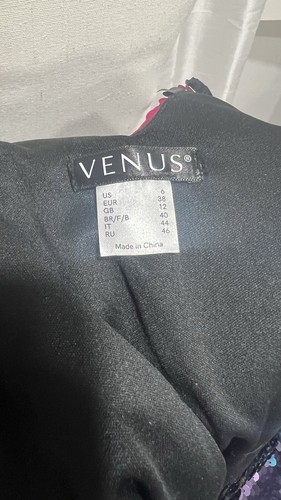 VENUS®
US 6
EUR 38
GB 12
BR/F/B 40
IT 44
RU 46
Made in China